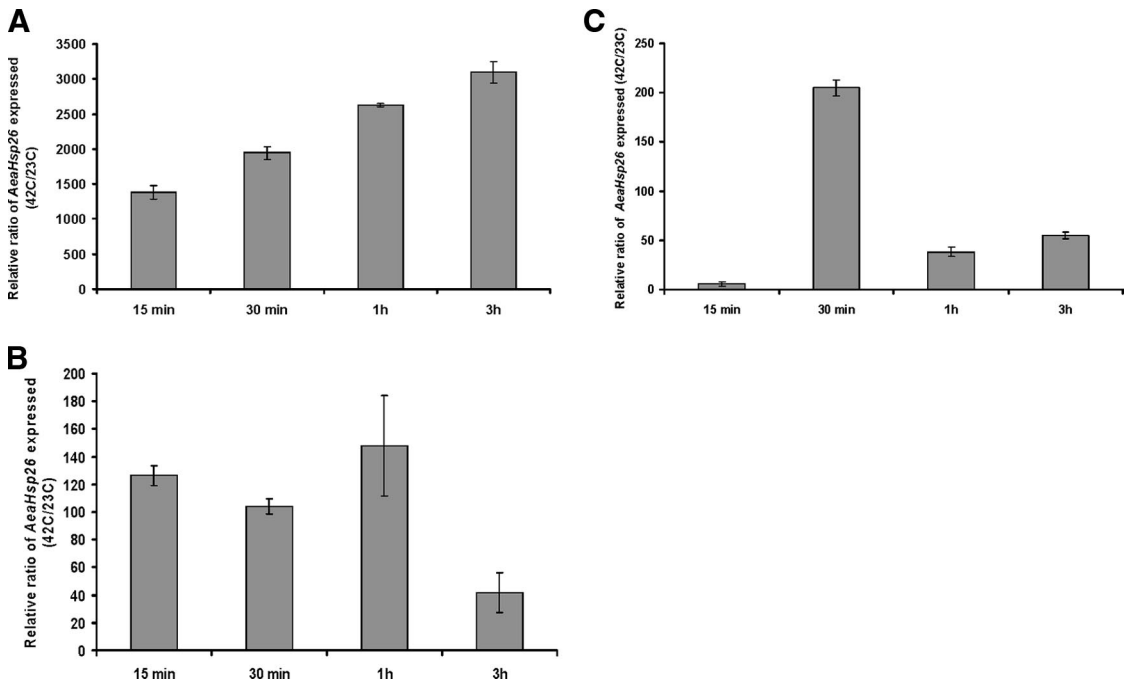 A
Relative ratio of AeaHsp26 expressed
(42C/23C)
3500
3000
2500
2000
1500
1000
500
0
15 min 30 min 1h 3h
C
Relative ratio of AeaHsp26 expressed (42C/23C)
250
200
150
100
50
0
15 min 30 min 1h 3h
B
Relative ratio of AeaHsp26 expressed
(42C/23C)
200
180
160
140
120
100
80
60
40
20
0
15 min 30 min 1h 3h